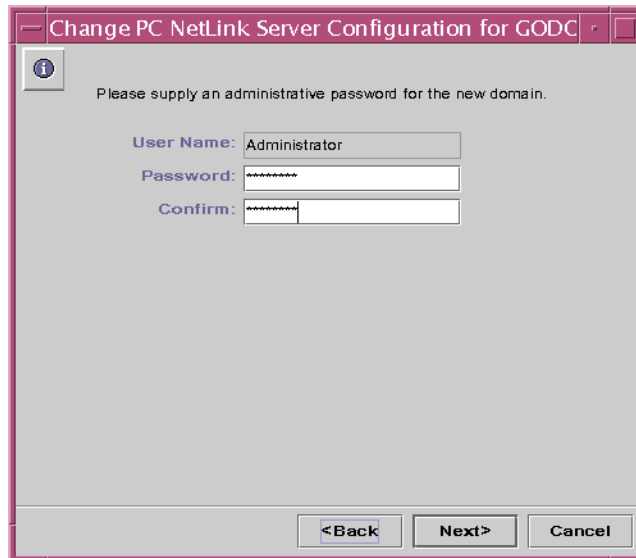 Change PC NetLink Server Configuration for GODC
Please supply an administrative password for the new domain.
User Name: Administrator
Password: ********
Confirm: ********
<Back Next> Cancel